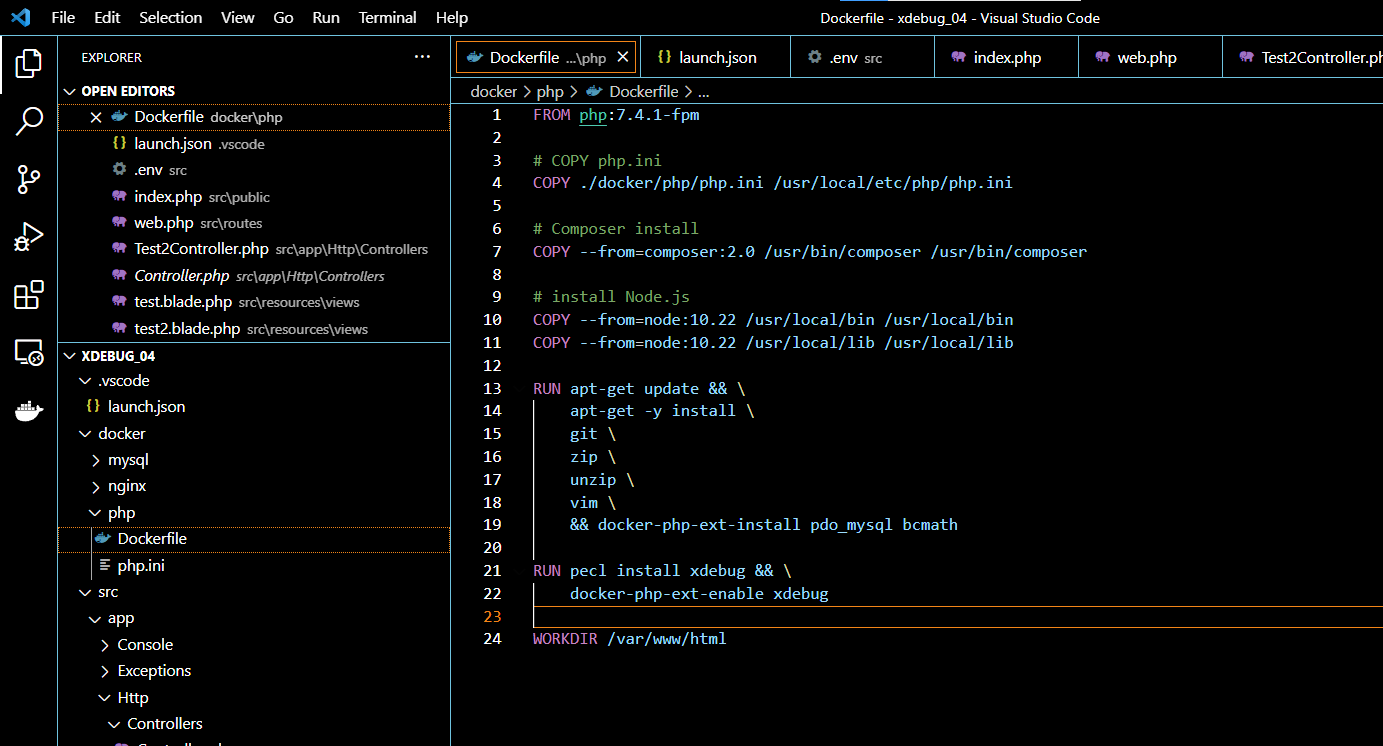 File Edit Selection View Go Run Terminal Help
Dockerfile - xdebug_04 - Visual Studio Code
EXPLORER ···
OPEN EDITORS
Dockerfile docker\php
launch.json .vscode
.env src
index.php src\public
web.php src\routes
Test2Controller.php src\app\Http\Controllers
Controller.php src\app\Http\Controllers
test.blade.php src\resources\views
test2.blade.php src\resources\views
XDEBUG_04
.vscode
launch.json
docker
mysql
nginx
php
Dockerfile
php.ini
src
app
Console
Exceptions
Http
Controllers
Dockerfile ...\php launch.json .env src index.php web.php Test2Controller.ph
docker > php > Dockerfile > ...
1 FROM php:7.4.1-fpm
2
3 # COPY php.ini
4 COPY ./docker/php/php.ini /usr/local/etc/php/php.ini
5
6 # Composer install
7 COPY --from=composer:2.0 /usr/bin/composer /usr/bin/composer
8
9 # install Node.js
10 COPY --from=node:10.22 /usr/local/bin /usr/local/bin
11 COPY --from=node:10.22 /usr/local/lib /usr/local/lib
12
13 RUN apt-get update && \
14 apt-get -y install \
15 git \
16 zip \
17 unzip \
18 vim \
19 && docker-php-ext-install pdo_mysql bcmath
20
21 RUN pecl install xdebug && \
22 docker-php-ext-enable xdebug
23
24 WORKDIR /var/www/html